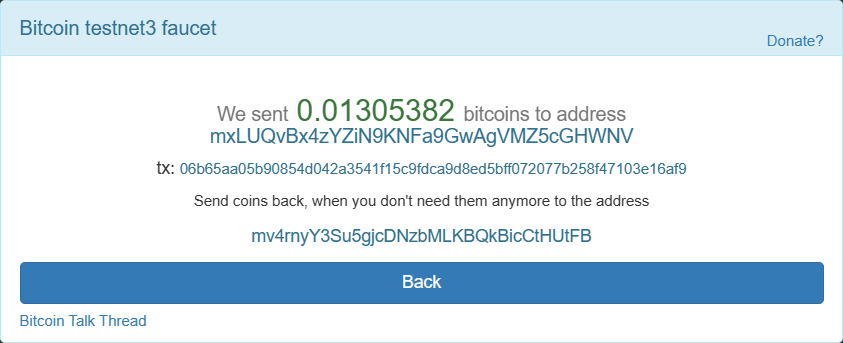 Bitcoin testnet3 faucet
Donate?
We sent 0.01305382 bitcoins to address
mxLUQvBx4zYZiN9KNFa9GwAgVMZ5cGHWNV
tx: 06b65aa05b90854d042a3541f15c9fdca9d8ed5bff072077b258f47103e16af9
Send coins back, when you don't need them anymore to the address
mv4rnyY3Su5gjcDNzbMLKBQkBicCtHUtFB
Back
Bitcoin Talk Thread